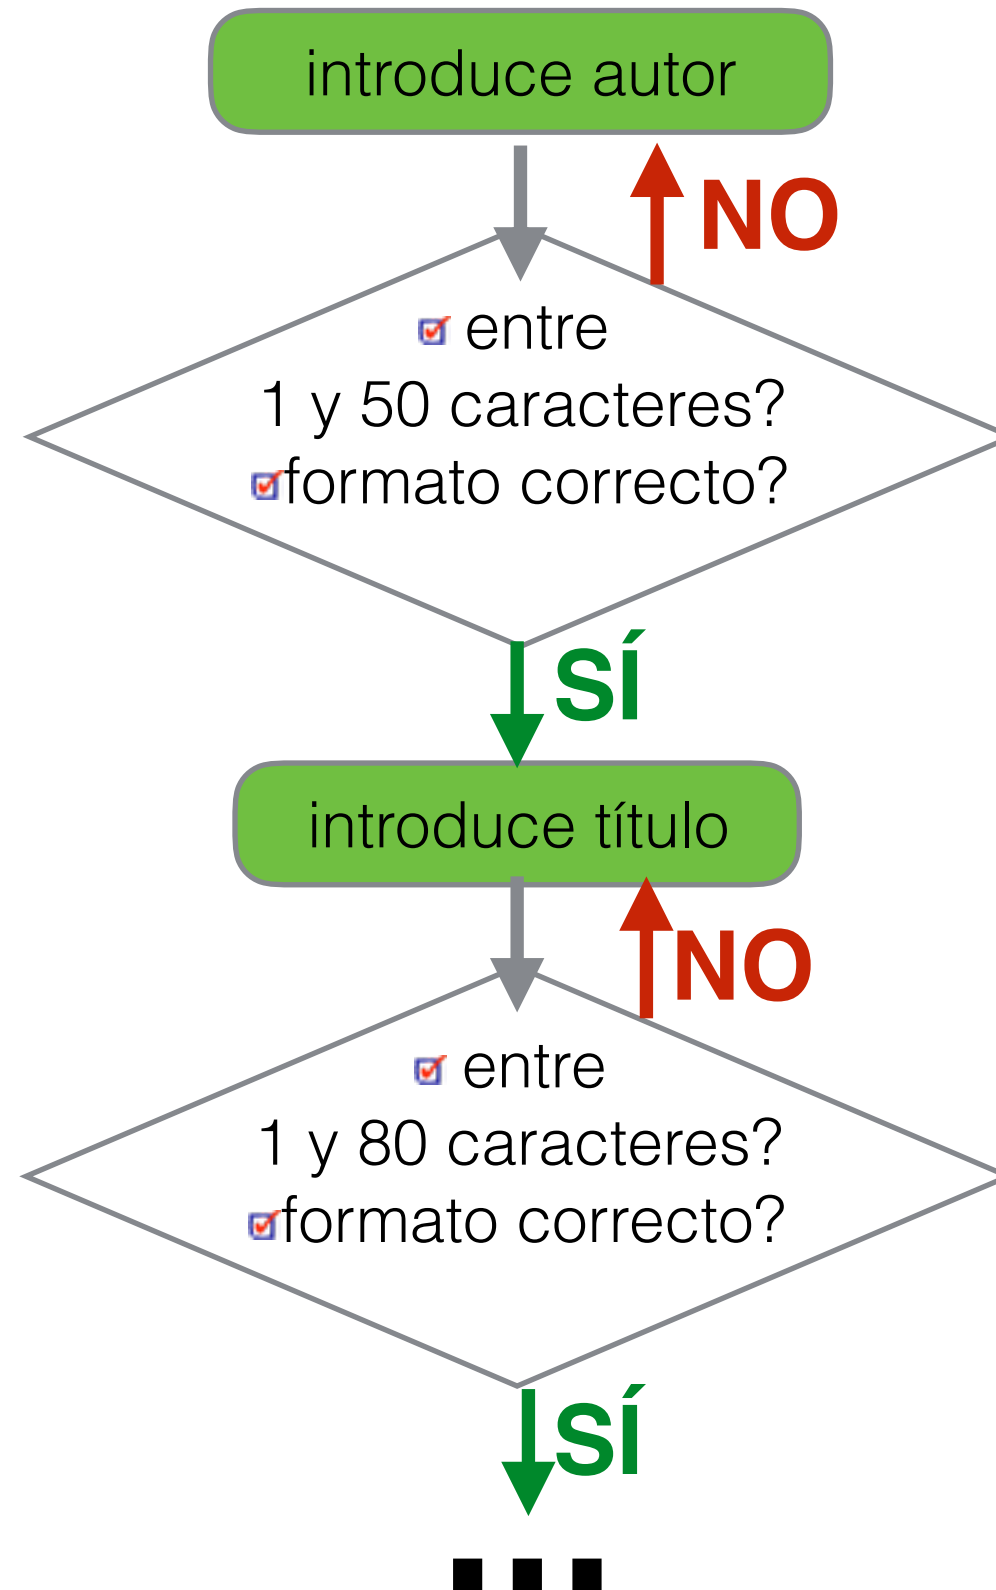 introduce autor
NO
entre
1 y 50 caracteres?
formato correcto?
SÍ
introduce título
NO
entre
1 y 80 caracteres?
formato correcto?
SÍ
...